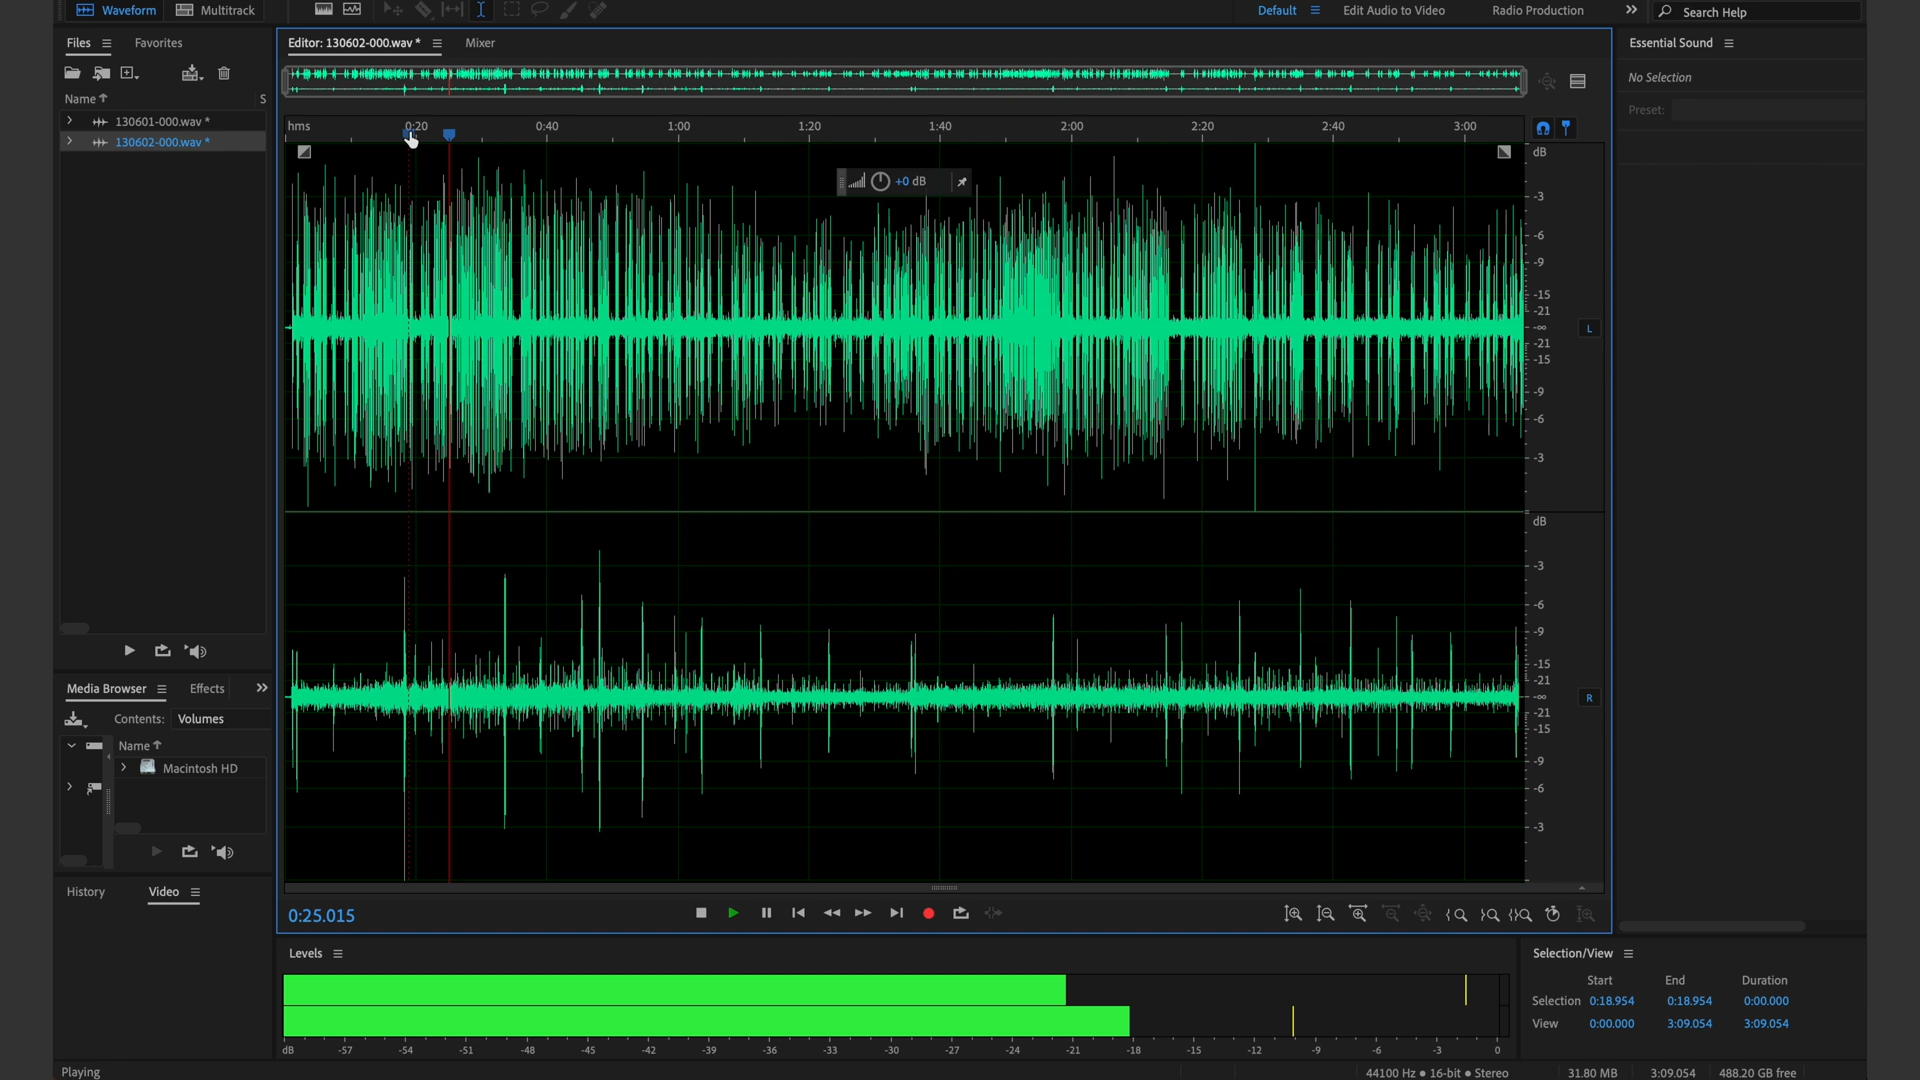 Waveform Multitrack Default Edit Audio to Video Radio Production Search Help
Files Favorites
Name S
130601-000.wav *
130602-000.wav *
Media Browser Effects
Contents: Volumes
Name
Macintosh HD
History Video
Editor: 130602-000.wav * Mixer
hms 0:20 0:40 1:00 1:20 1:40 2:00 2:20 2:40 3:00
+0 dB
dB
-3
-6
-9
-15
-21
-∞
-21
-15
-9
-6
-3
L
dB
-3
-6
-9
-15
-21
-∞
-21
-15
-9
-6
-3
R
0:25.015
Levels
dB -57 -54 -51 -48 -45 -42 -39 -36 -33 -30 -27 -24 -21 -18 -15 -12 -9 -6 -3 0
Essential Sound
No Selection
Preset:
Selection/View
Start End Duration
Selection 0:18.954 0:18.954 0:00.000
View 0:00.000 3:09.054 3:09.054
Playing 44100 Hz ● 16-bit ● Stereo 31.80 MB 3:09.054 488.20 GB free